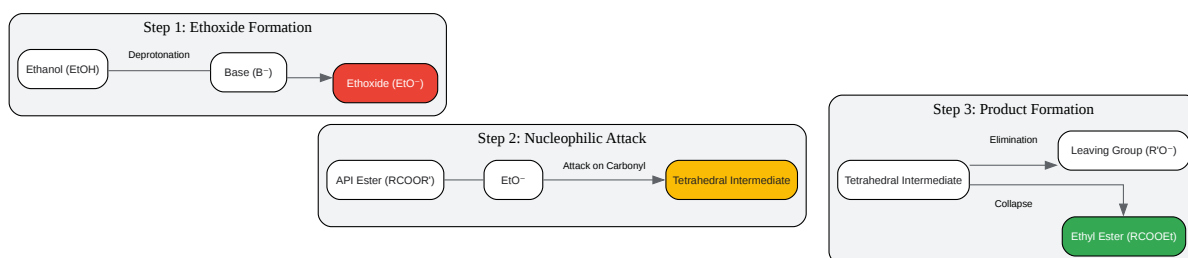 Step 1: Ethoxide Formation
Ethanol (EtOH)
Deprotonation
Base (B⁻)
Ethoxide (EtO⁻)
Step 2: Nucleophilic Attack
API Ester (RCOOR')
EtO⁻
Attack on Carbonyl
Tetrahedral Intermediate
Step 3: Product Formation
Tetrahedral Intermediate
Elimination
Leaving Group (R'O⁻)
Collapse
Ethyl Ester (RCOOEt)